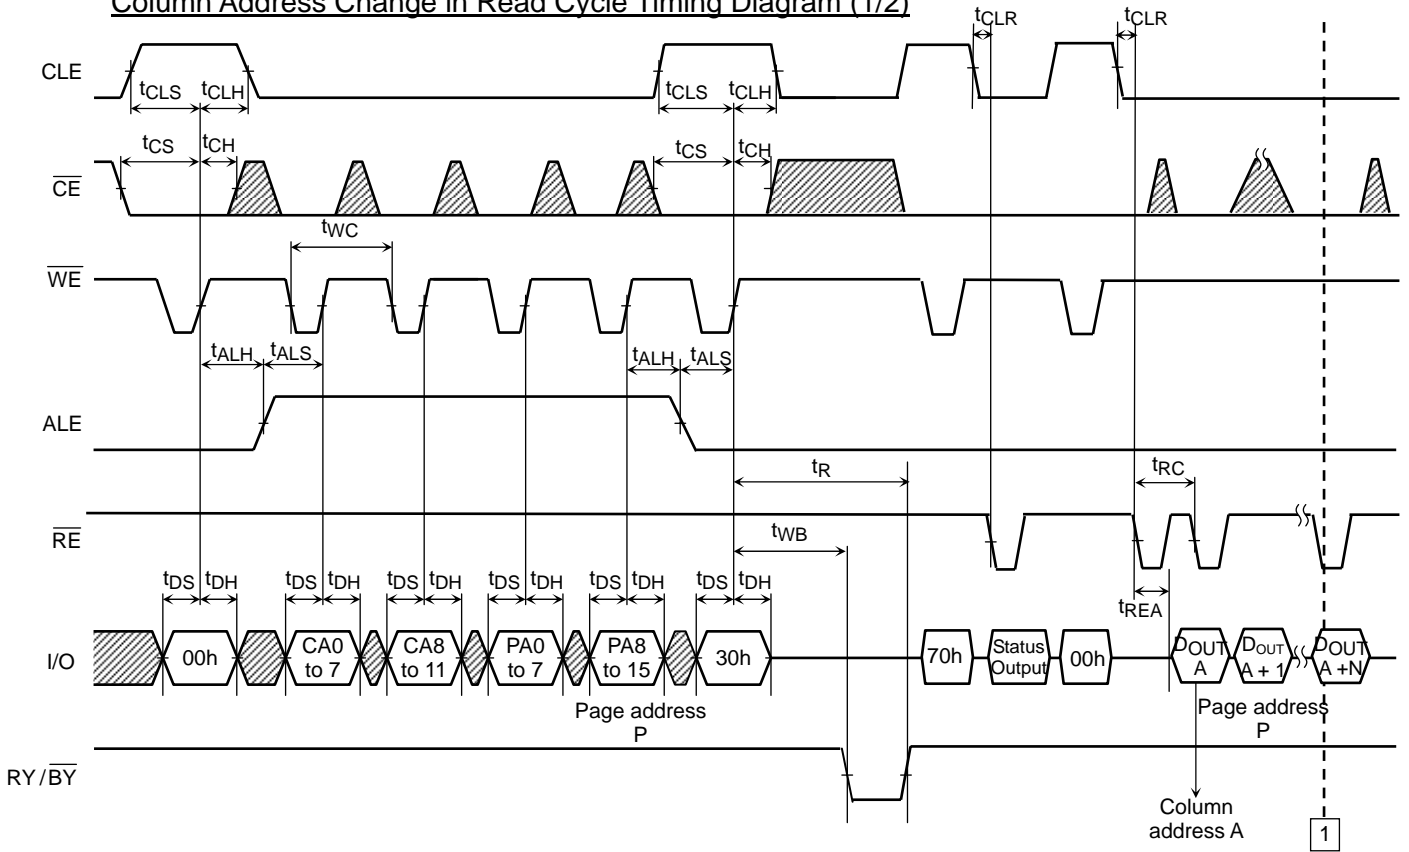 Column Address Change in Read Cycle Timing Diagram (1/2)
tCLR tCLR
CLE
tCLS tCLH tCLS tCLH
tCS tCH tCS tCH
CE
tWC
WE
tALH tALS tALH tALS
ALE
tR tRC
RE
tWB
tDS tDH tDS tDH tDS tDH tDS tDH tDS tDH tDS tDH
tREA
I/O
00h
CA0
to 7
CA8
to 11
PA0
to 7
PA8
to 15
30h
70h
Status
Output
00h
DOUT
A
DOUT
A + 1
DOUT
A +N
Page address
P
Page address
P
RY/BY
Column
address A
1